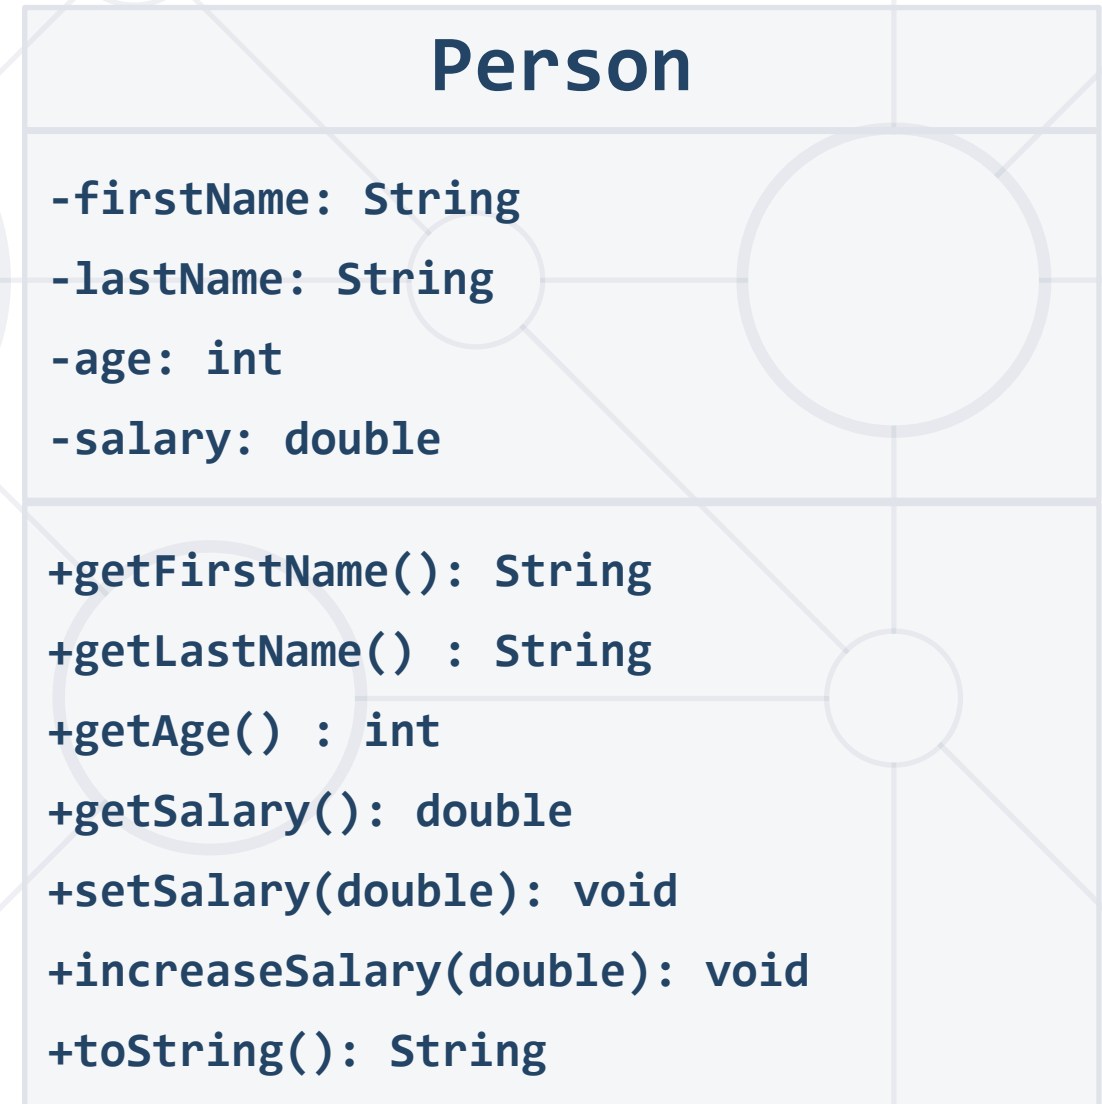 Person
-firstName: String
-lastName: String
-age: int
-salary: double
+getFirstName(): String
+getLastName() : String
+getAge() : int
+getSalary(): double
+setSalary(double): void
+increaseSalary(double): void
+toString(): String